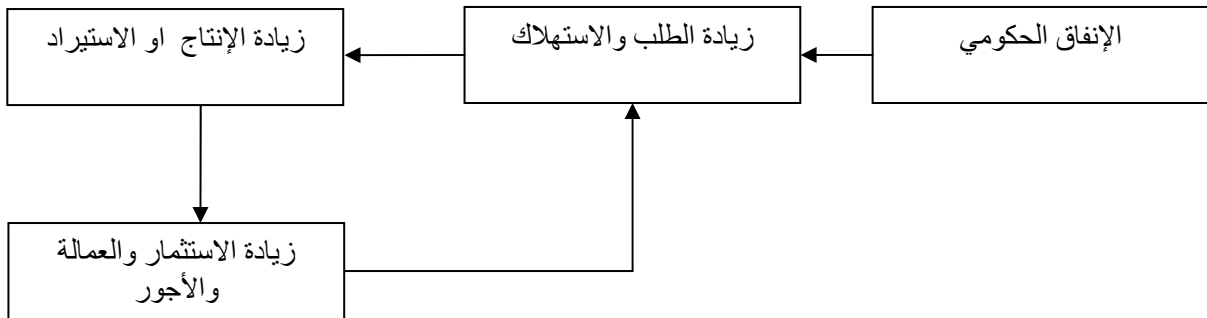 الإنفاق الحكومي
زيادة الطلب والاستهلاك
زيادة الإنتاج او الاستيراد
زيادة الاستثمار والعمالة
والأجور